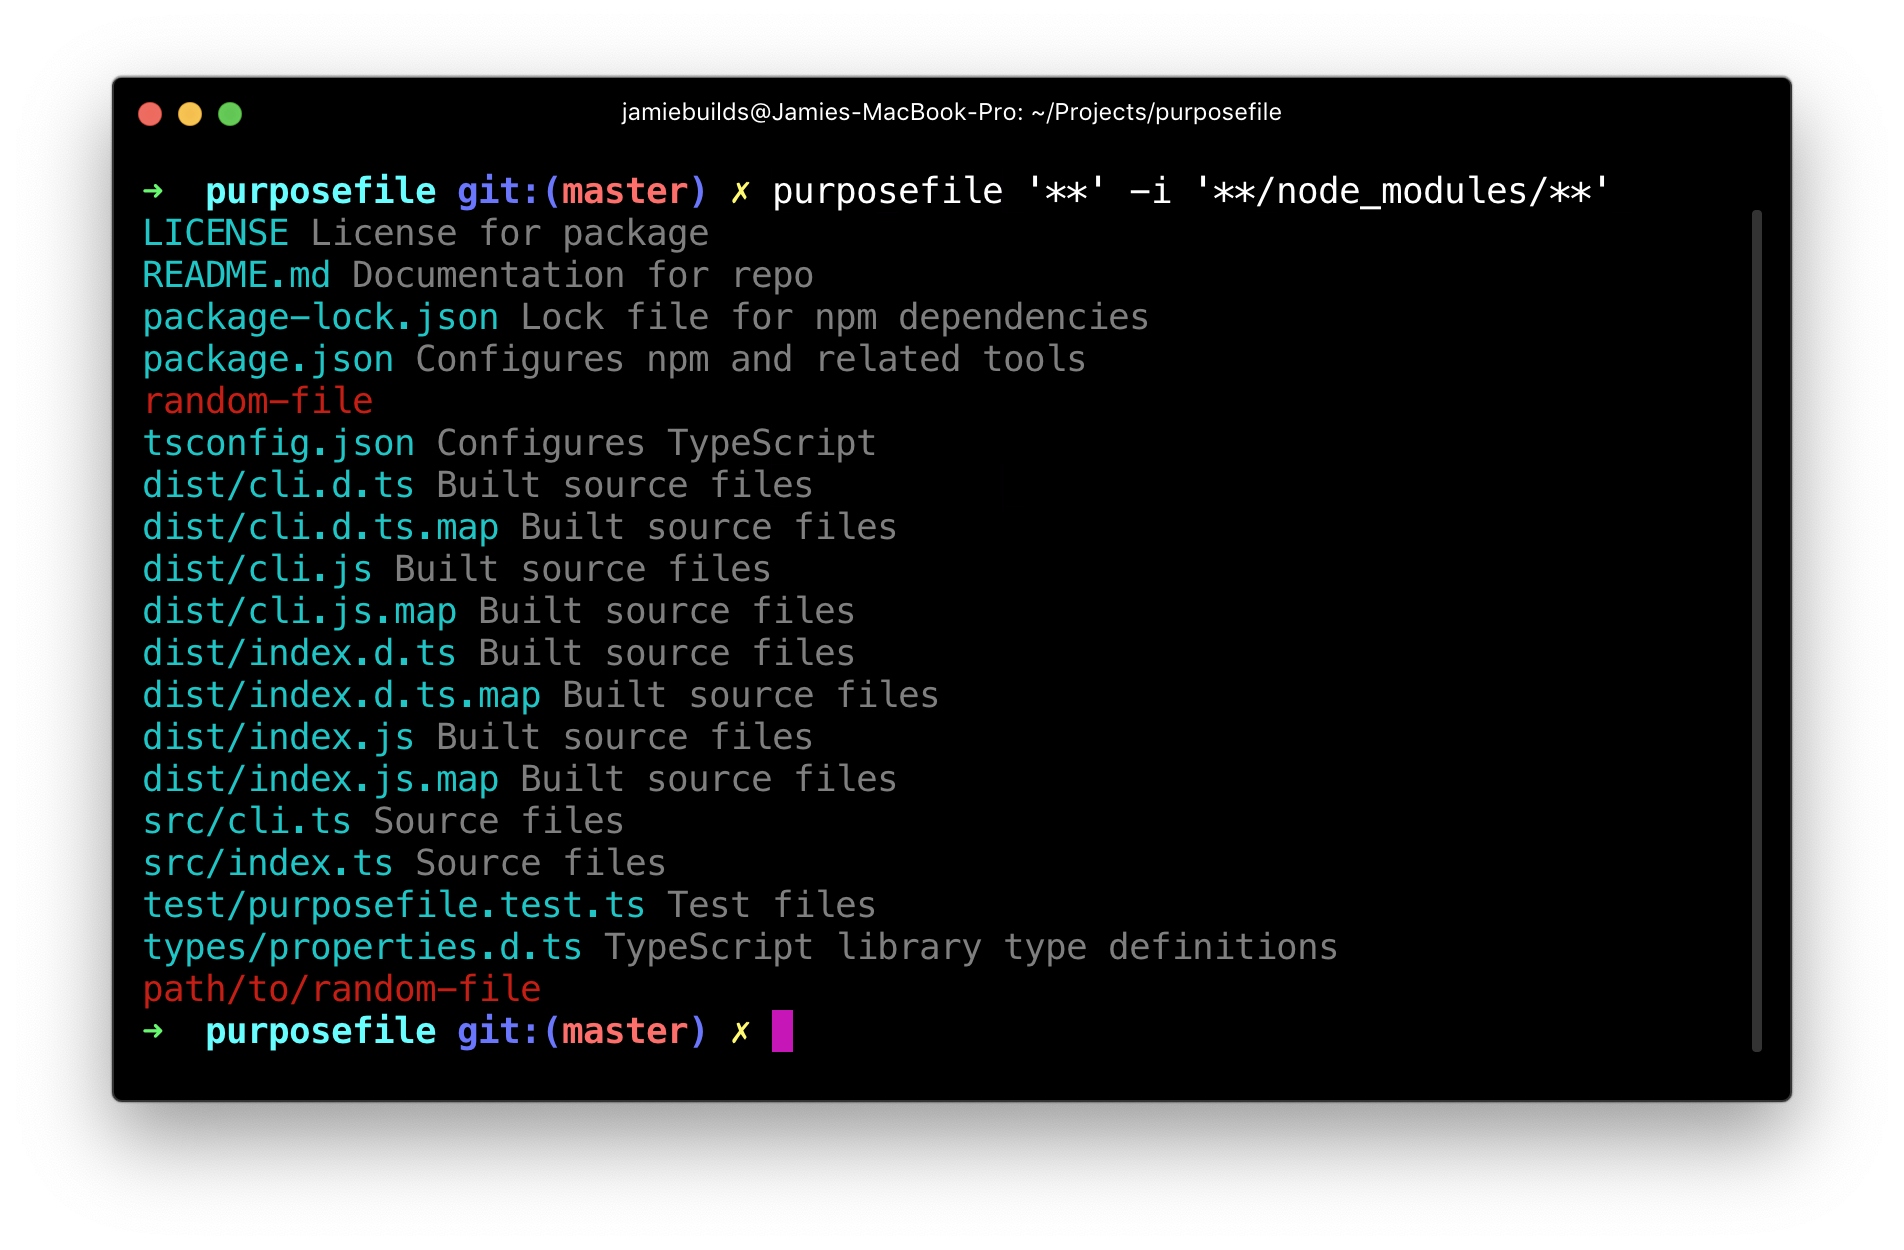 jamiebuilds@Jamies-MacBook-Pro: ~/Projects/purposefile
➜  purposefile git:(master) ✗ purposefile '**' -i '**/node_modules/**'
LICENSE License for package
README.md Documentation for repo
package-lock.json Lock file for npm dependencies
package.json Configures npm and related tools
random-file
tsconfig.json Configures TypeScript
dist/cli.d.ts Built source files
dist/cli.d.ts.map Built source files
dist/cli.js Built source files
dist/cli.js.map Built source files
dist/index.d.ts Built source files
dist/index.d.ts.map Built source files
dist/index.js Built source files
dist/index.js.map Built source files
src/cli.ts Source files
src/index.ts Source files
test/purposefile.test.ts Test files
types/properties.d.ts TypeScript library type definitions
path/to/random-file
➜  purposefile git:(master) ✗